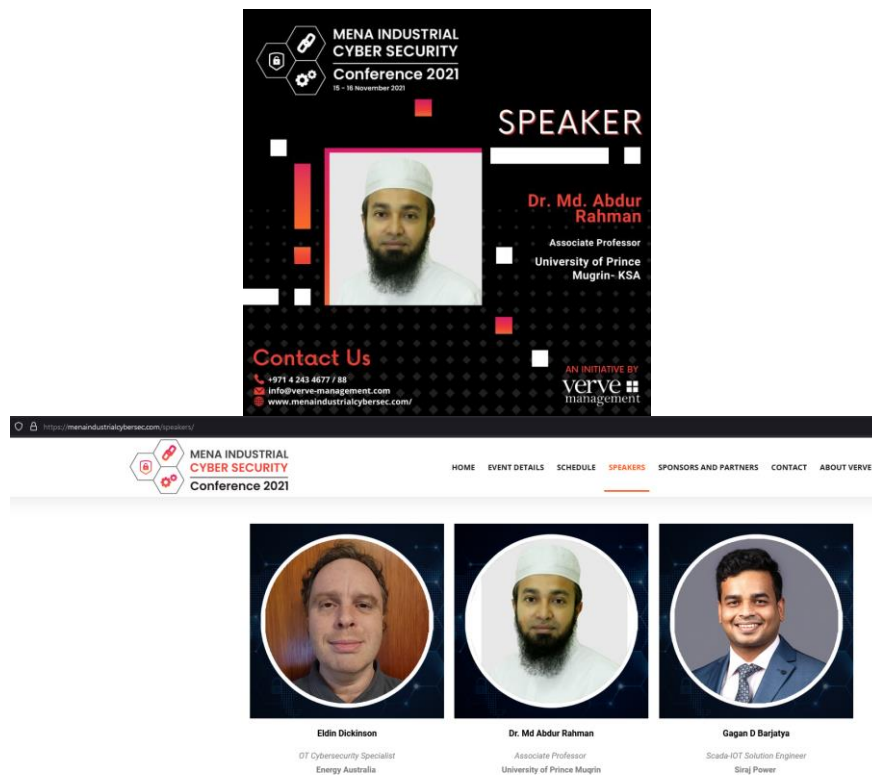 MENA INDUSTRIAL
CYBER SECURITY
Conference 2021
15 - 16 November 2021
SPEAKER
Dr. Md. Abdur
Rahman
Associate Professor
University of Prince
Mugrin- KSA
Contact Us
+971 4 243 4677 / 88
info@verve-management.com
www.menaindustrialcybersec.com/
AN INITIATIVE BY
verve
management
https://menaindustrialcybersec.com/speakers/
MENA INDUSTRIAL
CYBER SECURITY
Conference 2021
HOME EVENT DETAILS SCHEDULE SPEAKERS SPONSORS AND PARTNERS CONTACT ABOUT VERVE
Eldin Dickinson Dr. Md Abdur Rahman Gagan D Barjatya
OT Cybersecurity Specialist Associate Professor Scada-IOT Solution Engineer
Energy Australia University of Prince Muqrin Siraj Power